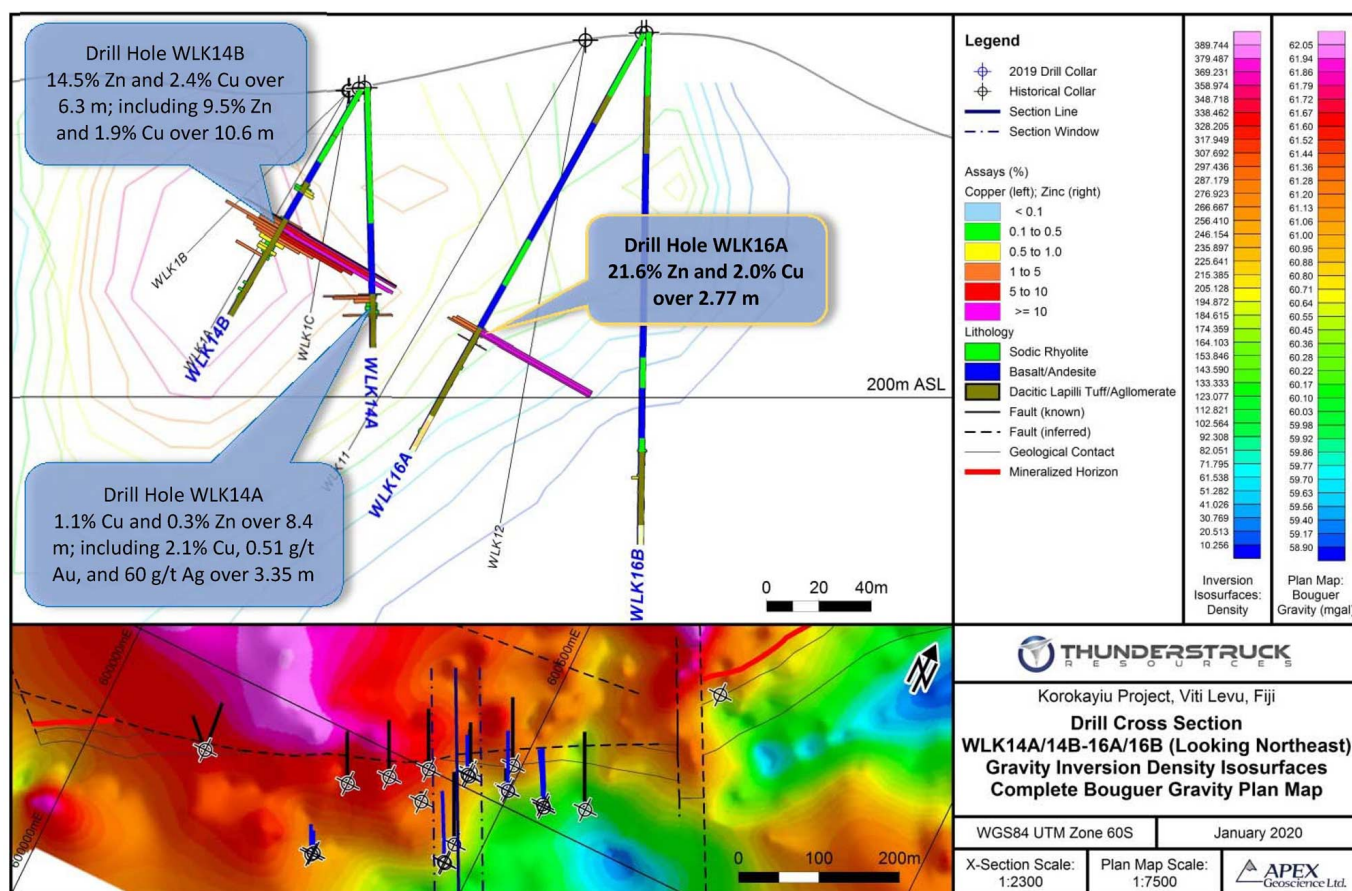 Drill Hole WLK14B
14.5% Zn and 2.4% Cu over
6.3 m; including 9.5% Zn
and 1.9% Cu over 10.6 m
Drill Hole WLK16A
21.6% Zn and 2.0% Cu
over 2.77 m
Drill Hole WLK14A
1.1% Cu and 0.3% Zn over 8.4
m; including 2.1% Cu, 0.51 g/t
Au, and 60 g/t Ag over 3.35 m
WLK1B
WLK1A
WLK14B
WLK1C
WLK14A
WLK11
WLK16A
WLK12
WLK16B
200m ASL
0 20 40m
Legend
2019 Drill Collar
Historical Collar
Section Line
Section Window
Assays (%)
Copper (left); Zinc (right)
< 0.1
0.1 to 0.5
0.5 to 1.0
1 to 5
5 to 10
>= 10
Lithology
Sodic Rhyolite
Basalt/Andesite
Dacitic Lapilli Tuff/Agglomerate
Fault (known)
Fault (inferred)
Geological Contact
Mineralized Horizon
389.744
379.487
369.231
358.974
348.718
338.462
328.205
317.949
307.692
297.436
287.179
276.923
266.667
256.410
246.154
235.897
225.641
215.385
205.128
194.872
184.615
174.359
164.103
153.846
143.590
133.333
123.077
112.821
102.564
92.308
82.051
71.795
61.538
51.282
41.026
30.769
20.513
10.256
Inversion
Isosurfaces:
Density
62.05
61.94
61.86
61.79
61.72
61.67
61.60
61.52
61.44
61.36
61.28
61.20
61.13
61.06
61.00
60.95
60.88
60.80
60.71
60.64
60.55
60.45
60.36
60.28
60.22
60.17
60.10
60.03
59.98
59.92
59.86
59.77
59.70
59.63
59.56
59.40
59.17
58.90
Plan Map:
Bouguer
Gravity (mgal)
600000mE
600600mE
600000mE
N
0 100 200m
THUNDERSTRUCK
RESOURCES
Korokayiu Project, Viti Levu, Fiji
Drill Cross Section
WLK14A/14B-16A/16B (Looking Northeast)
Gravity Inversion Density Isosurfaces
Complete Bouguer Gravity Plan Map
WGS84 UTM Zone 60S
January 2020
X-Section Scale:
1:2300
Plan Map Scale:
1:7500
APEX
Geoscience Ltd.